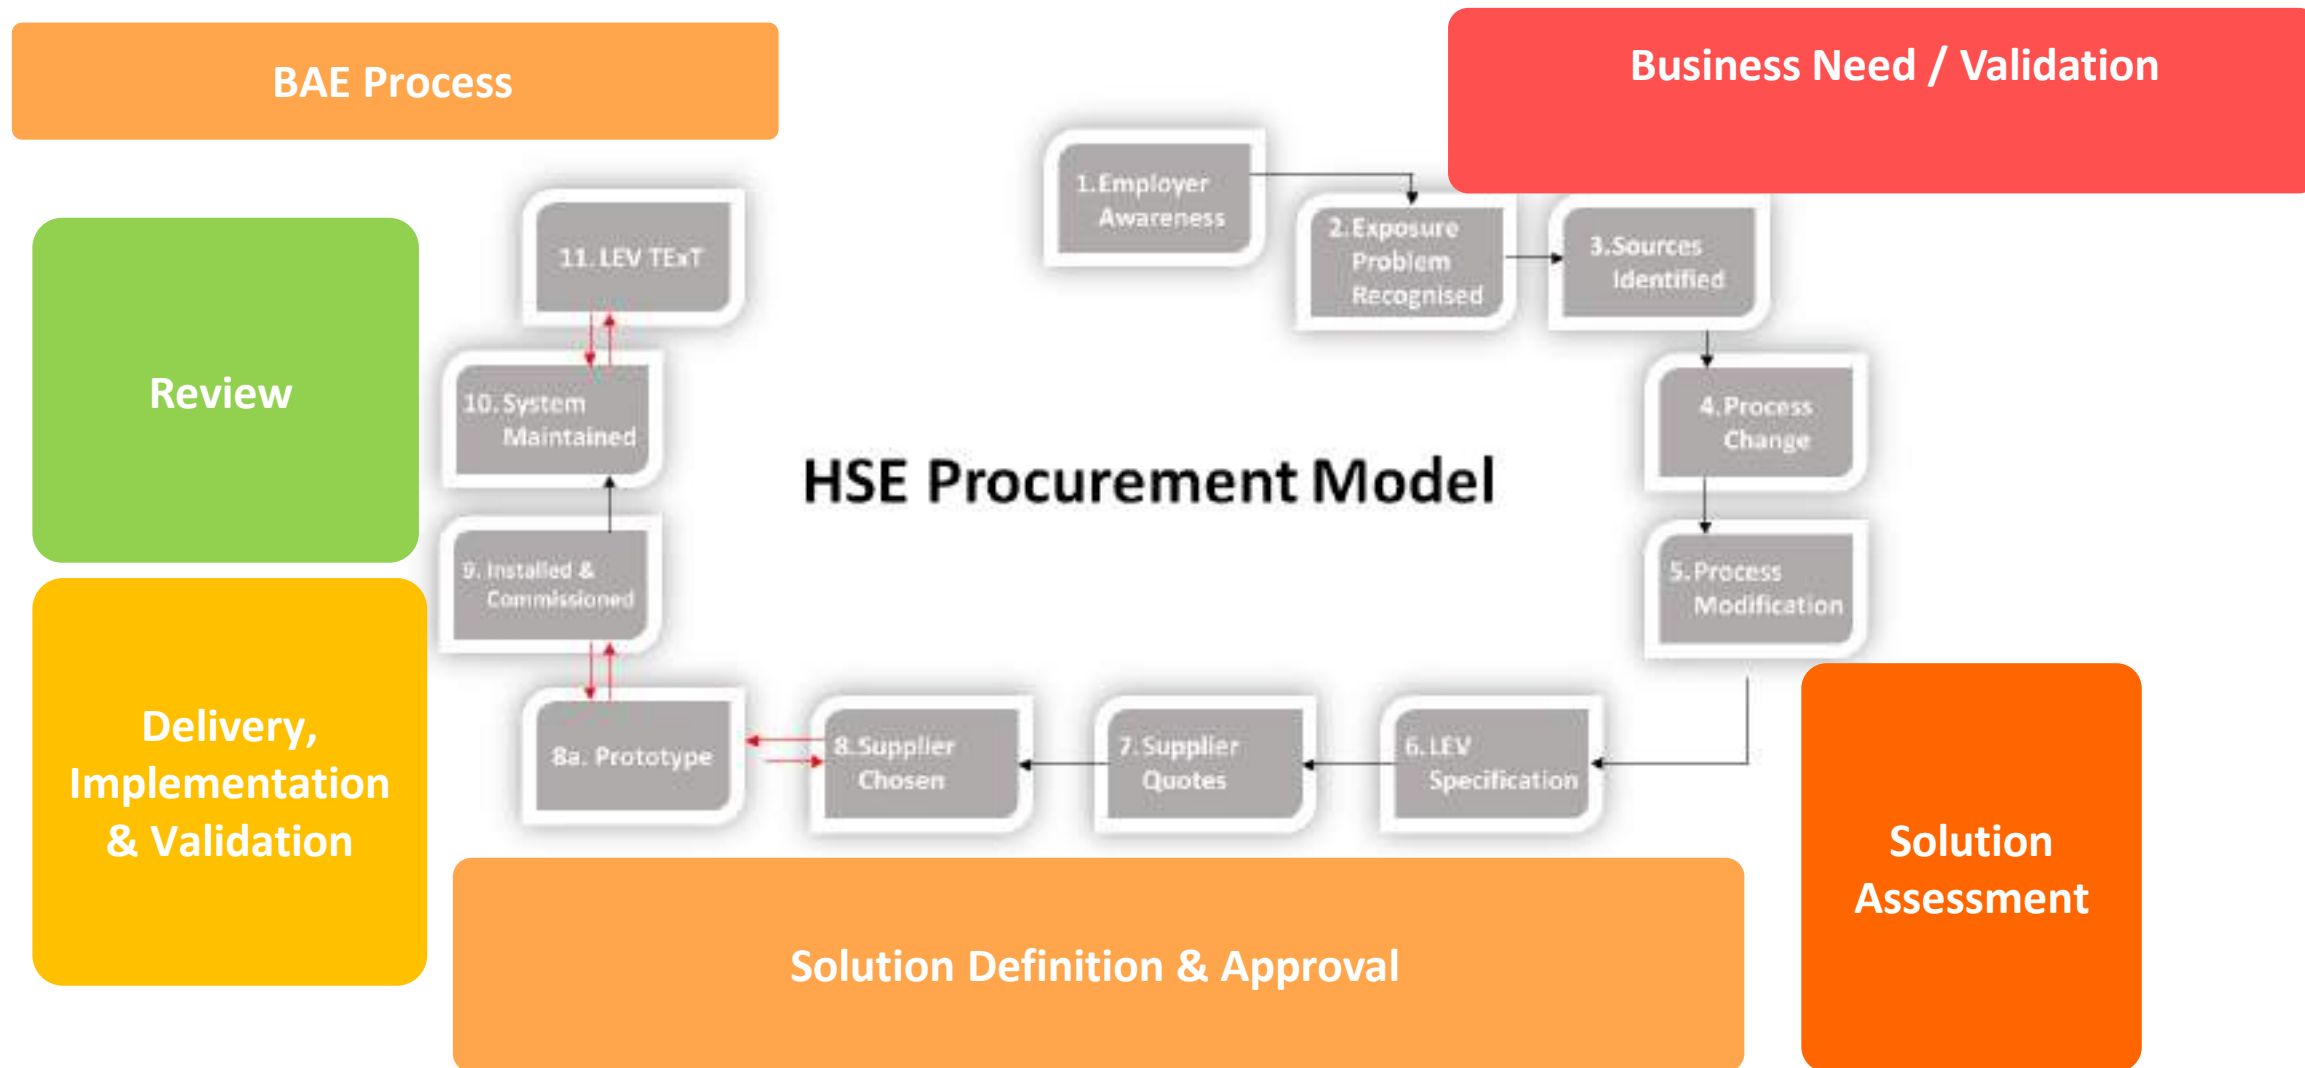 BAE Process
Business Need / Validation
1. Employer
Awareness
2. Exposure
Problem
Recognised
3. Sources
Identified
4. Process
Change
5. Process
Modification
6. LEV
Specification
7. Supplier
Quotes
8. Supplier
Chosen
8a. Prototype
9. Installed &
Commissioned
10. System
Maintained
11. LEV TExT
HSE Procurement Model
Review
Delivery,
Implementation
& Validation
Solution Definition & Approval
Solution
Assessment